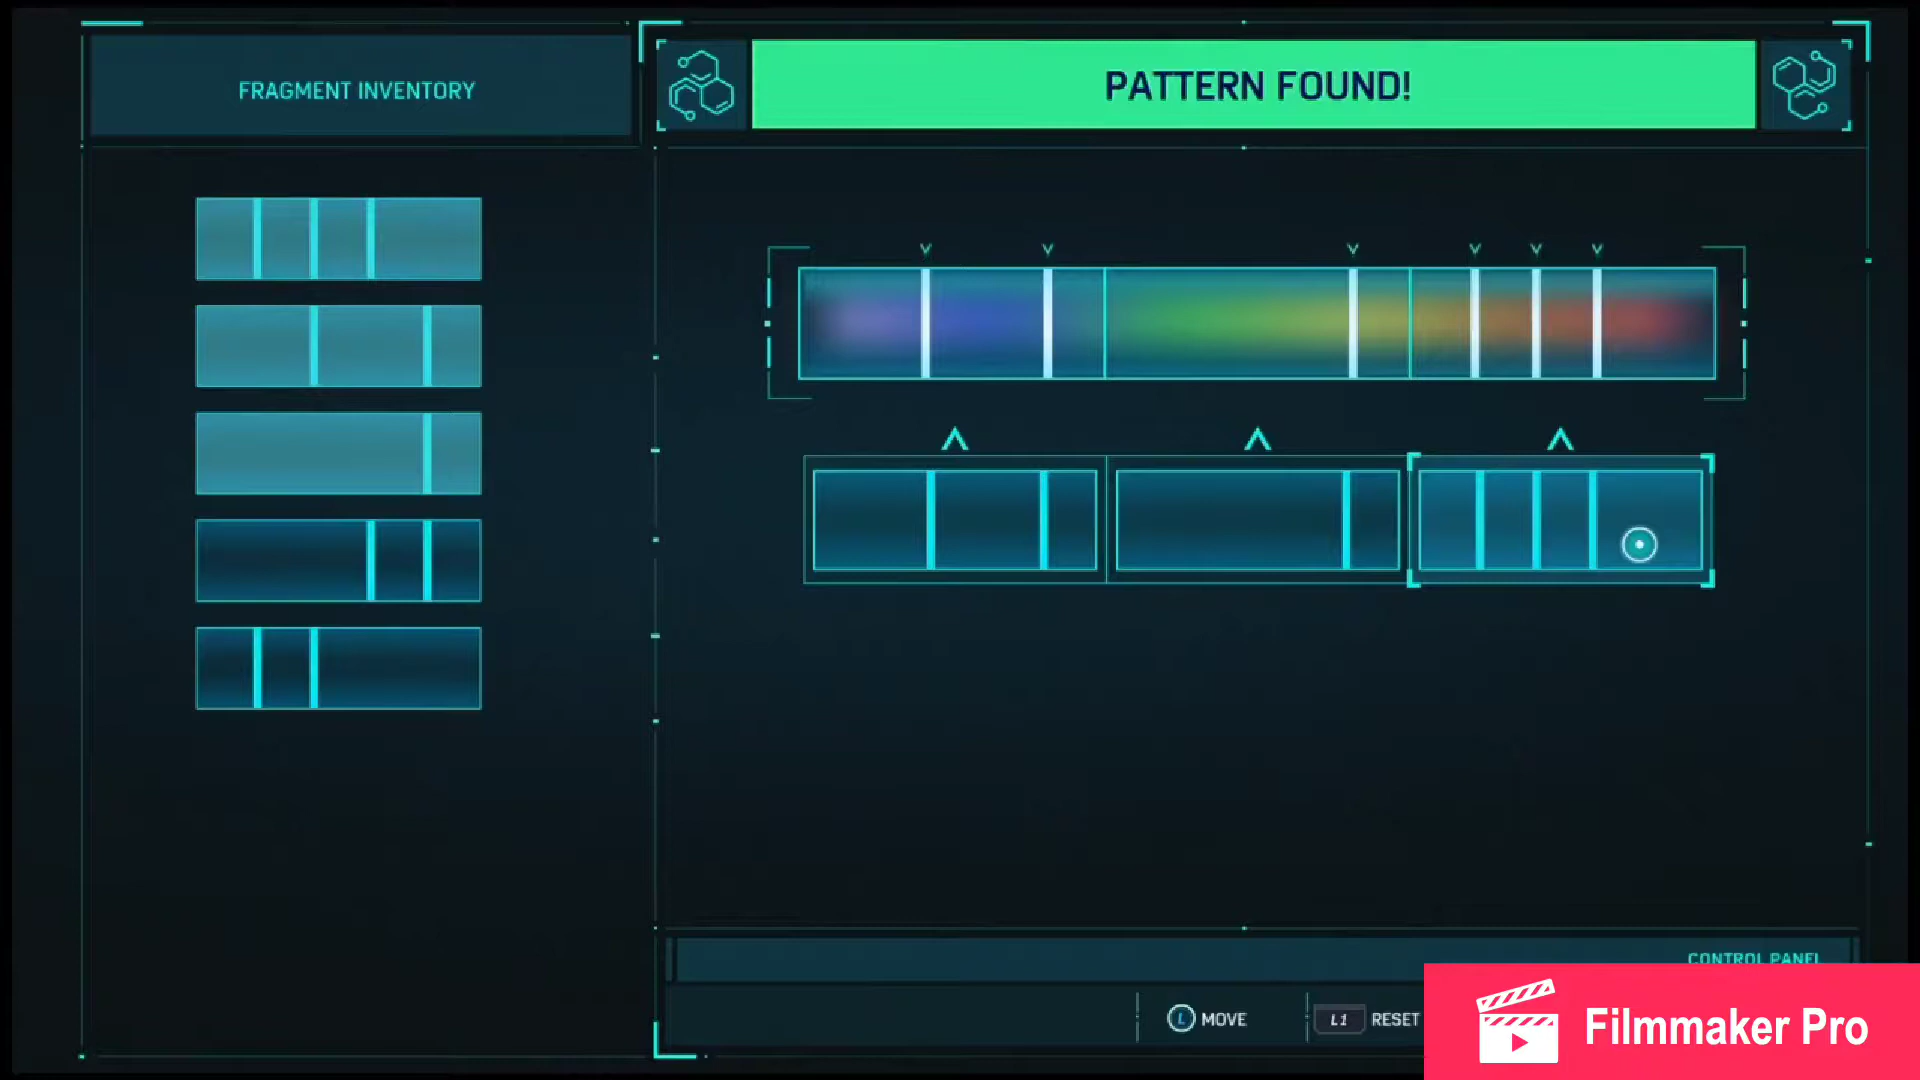 FRAGMENT INVENTORY
PATTERN FOUND!
CONTROL PANEL
L MOVE
L1 RESET
Filmmaker Pro